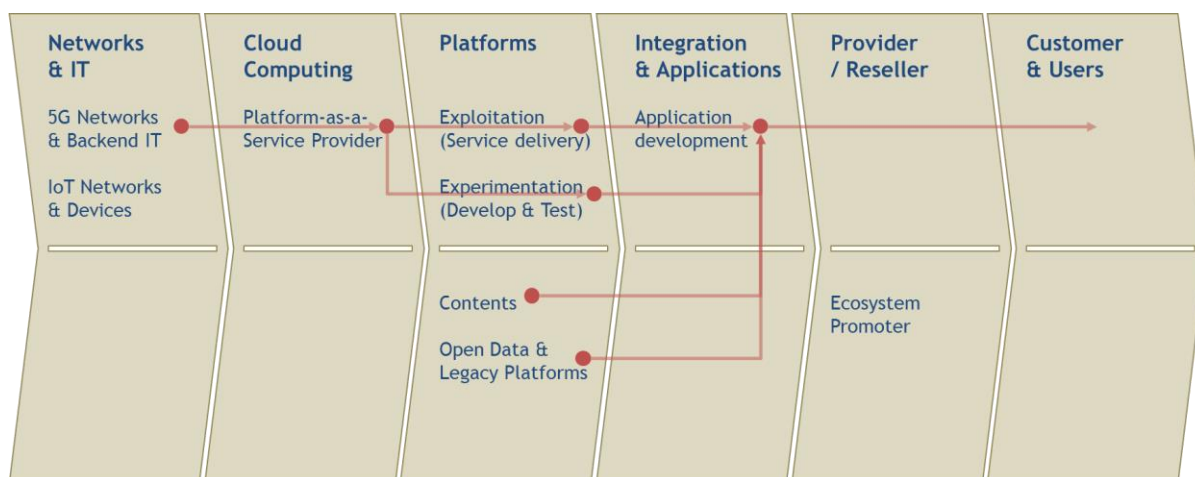 Networks
& IT
Cloud
Computing
Platforms
Integration
& Applications
Provider
/ Reseller
Customer
& Users
5G Networks
& Backend IT
Platform-as-a-
Service Provider
Exploitation
(Service delivery)
Application
development
IoT Networks
& Devices
Experimentation
(Develop & Test)
Contents
Ecosystem
Promoter
Open Data &
Legacy Platforms